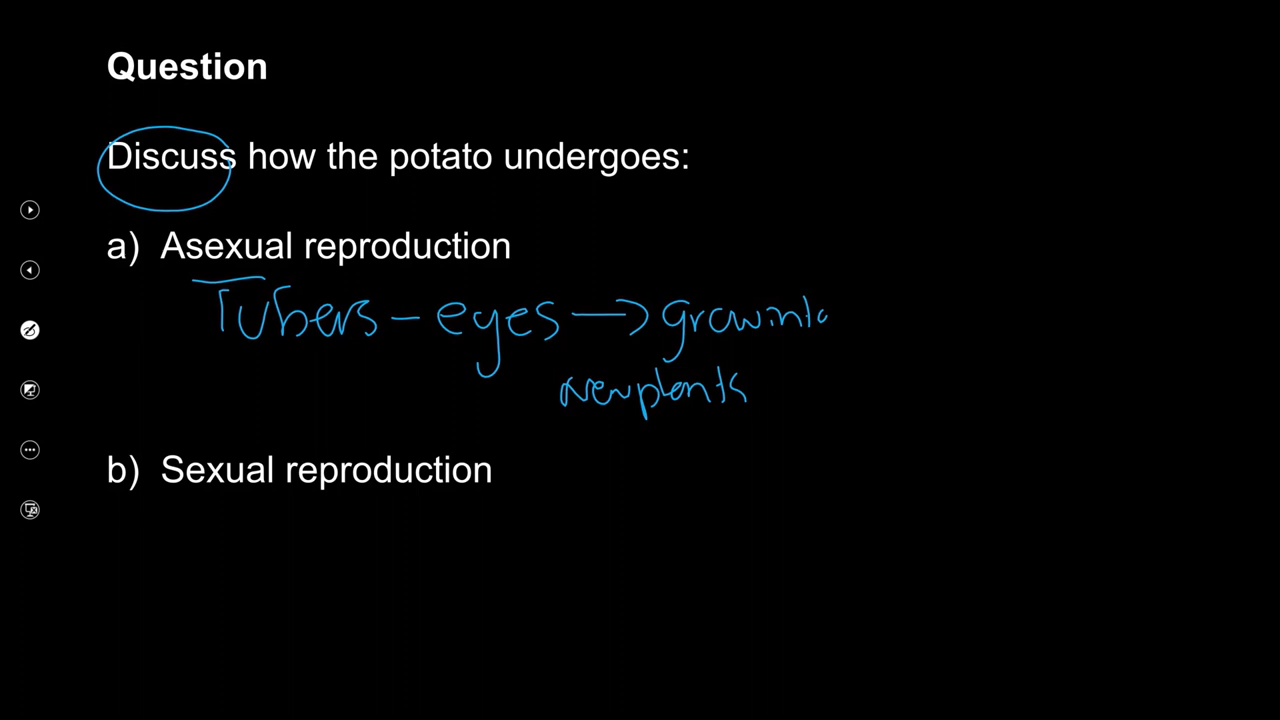 Question
Discuss how the potato undergoes:
a) Asexual reproduction
Tubers - eyes → grow into
new plants
b) Sexual reproduction